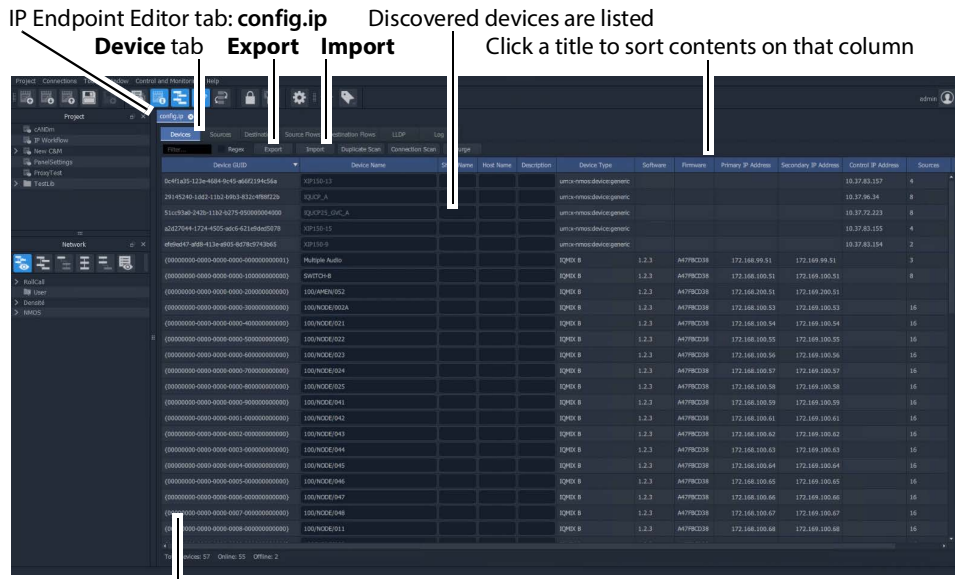 IP Endpoint Editor tab: config.ip Discovered devices are listed
Device tab Export Import Click a title to sort contents on that column
Project Connections Window Control and Monitoring Help
admin
Project
config.ip
cANDm
IP Workflow
New C&M
PanelSettings
ProxyTest
TestLib
Devices Sources Source Flows LLDP Log
Filter... Regex Export Import Duplicate Scan Connection Scan
Device GUID Device Name Name Host Name Description Device Type Software Firmware Primary IP Address Secondary IP Address Control IP Address Sources
0c4f1a35-123e-4684-9c45-a66f2194c56a XIP150-13 urn:x-nmos:device:generic 10.37.83.157 4
29145240-1dd2-11b2-b9b3-832c4f88f22b IQUCP_A urn:x-nmos:device:generic 10.37.96.34 8
51cc93a0-242b-11b2-b275-050000004000 IQUCP25_GVC_A urn:x-nmos:device:generic 10.37.72.223 8
a2d27044-1724-4505-adc6-621e9ded5078 XIP150-15 urn:x-nmos:device:generic 10.37.83.155 4
efe9ed47-afd8-413e-a905-8d78c9743b65 XIP150-9 urn:x-nmos:device:generic 10.37.83.154 2
Network
RollCall
User
Densité
NMOS
{00000000-0000-0000-0000-000000000001} Multiple Audio IQMIX B 1.2.3 A47FBCD38 172.168.99.51 172.169.99.51 3
{00000000-0000-0000-0000-100000000000} SWITCH-B IQMIX B 1.2.3 A47FBCD38 172.168.100.51 172.169.100.51 8
{00000000-0000-0000-0000-200000000000} 100/AMEN/052 IQMIX B 1.2.3 A47FBCD38 172.168.200.51 172.169.200.51
{00000000-0000-0000-0000-300000000000} 100/NODE/002A IQMIX B 1.2.3 A47FBCD38 172.168.100.53 172.169.100.53 16
{00000000-0000-0000-0000-400000000000} 100/NODE/021 IQMIX B 1.2.3 A47FBCD38 172.168.100.54 172.169.100.54 16
{00000000-0000-0000-0000-500000000000} 100/NODE/022 IQMIX B 1.2.3 A47FBCD38 172.168.100.55 172.169.100.55 16
{00000000-0000-0000-0000-600000000000} 100/NODE/023 IQMIX B 1.2.3 A47FBCD38 172.168.100.56 172.169.100.56 16
{00000000-0000-0000-0000-700000000000} 100/NODE/024 IQMIX B 1.2.3 A47FBCD38 172.168.100.57 172.169.100.57 16
{00000000-0000-0000-0000-800000000000} 100/NODE/025 IQMIX B 1.2.3 A47FBCD38 172.168.100.58 172.169.100.58 16
{00000000-0000-0000-0000-900000000000} 100/NODE/041 IQMIX B 1.2.3 A47FBCD38 172.168.100.59 172.169.100.59 16
{00000000-0000-0000-0001-000000000000} 100/NODE/042 IQMIX B 1.2.3 A47FBCD38 172.168.100.61 172.169.100.61 16
{00000000-0000-0000-0002-000000000000} 100/NODE/043 IQMIX B 1.2.3 A47FBCD38 172.168.100.62 172.169.100.62 16
{00000000-0000-0000-0003-000000000000} 100/NODE/044 IQMIX B 1.2.3 A47FBCD38 172.168.100.63 172.169.100.63 16
{00000000-0000-0000-0004-000000000000} 100/NODE/045 IQMIX B 1.2.3 A47FBCD38 172.168.100.64 172.169.100.64 16
{00000000-0000-0000-0005-000000000000} 100/NODE/046 IQMIX B 1.2.3 A47FBCD38 172.168.100.65 172.169.100.65 16
{00000000-0000-0000-0006-000000000000} 100/NODE/047 IQMIX B 1.2.3 A47FBCD38 172.168.100.66 172.169.100.66 16
{00000000-0000-0000-0007-000000000000} 100/NODE/048 IQMIX B 1.2.3 A47FBCD38 172.168.100.67 172.169.100.67 16
{00000000-0000-0000-0008-000000000000} 100/NODE/011 IQMIX B 1.2.3 A47FBCD38 172.168.100.68 172.169.100.68 16
Devices: 57 Online: 55 Offline: 2